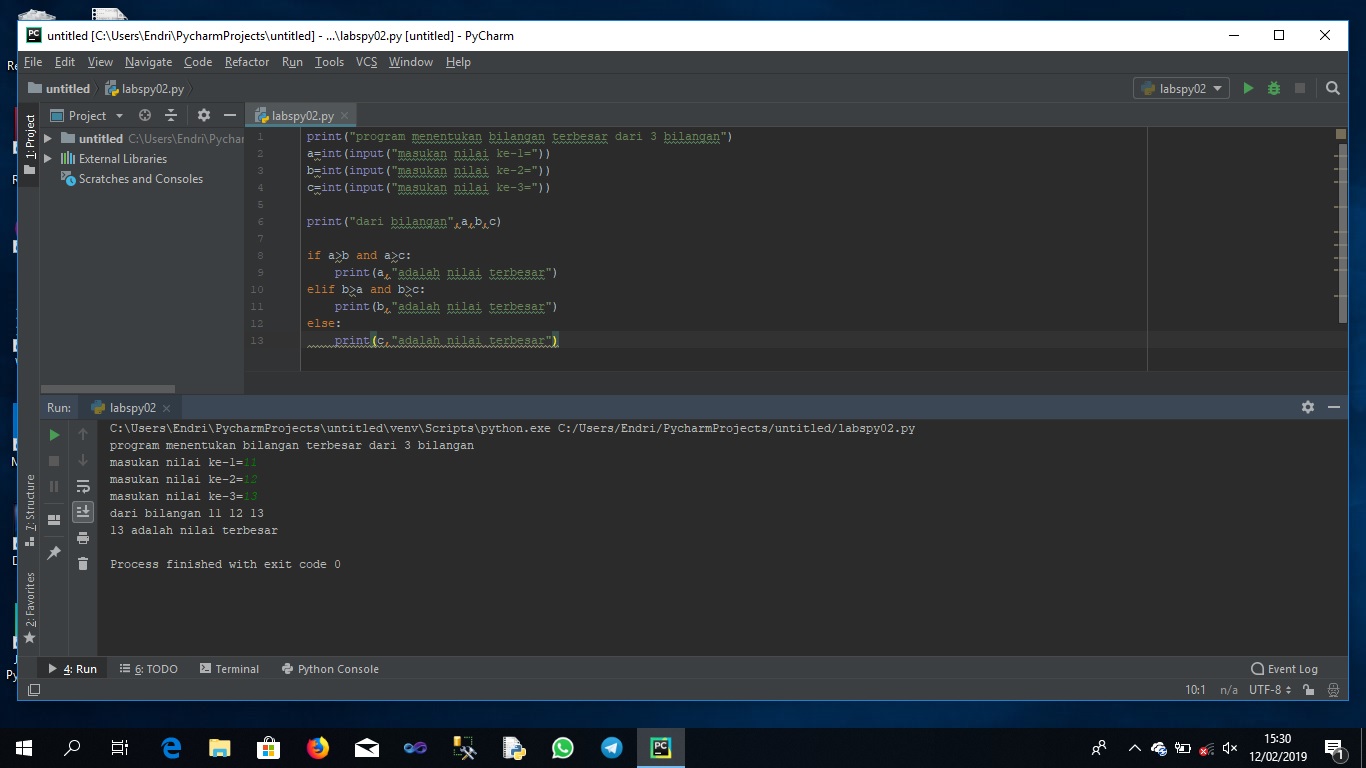 untitled [C:\Users\Endri\PycharmProjects\untitled] - ...\labspy02.py [untitled] - PyCharm
File Edit View Navigate Code Refactor Run Tools VCS Window Help
untitled labspy02.py labspy02
1: Project
Project
untitled C:\Users\Endri\Pychar
External Libraries
Scratches and Consoles
labspy02.py
1 print("program menentukan bilangan terbesar dari 3 bilangan")
2 a=int(input("masukan nilai ke-1="))
3 b=int(input("masukan nilai ke-2="))
4 c=int(input("masukan nilai ke-3="))
5
6 print("dari bilangan",a,b,c)
7
8 if a>b and a>c:
9 print(a,"adalah nilai terbesar")
10 elif b>a and b>c:
11 print(b,"adalah nilai terbesar")
12 else:
13 print(c,"adalah nilai terbesar")
Run: labspy02
C:\Users\Endri\PycharmProjects\untitled\venv\Scripts\python.exe C:/Users/Endri/PycharmProjects/untitled/labspy02.py
program menentukan bilangan terbesar dari 3 bilangan
masukan nilai ke-1=11
masukan nilai ke-2=12
masukan nilai ke-3=13
dari bilangan 11 12 13
13 adalah nilai terbesar
Process finished with exit code 0
7: Structure
2: Favorites
4: Run 6: TODO Terminal Python Console Event Log
10:1 n/a UTF-8
15:30
12/02/2019
1